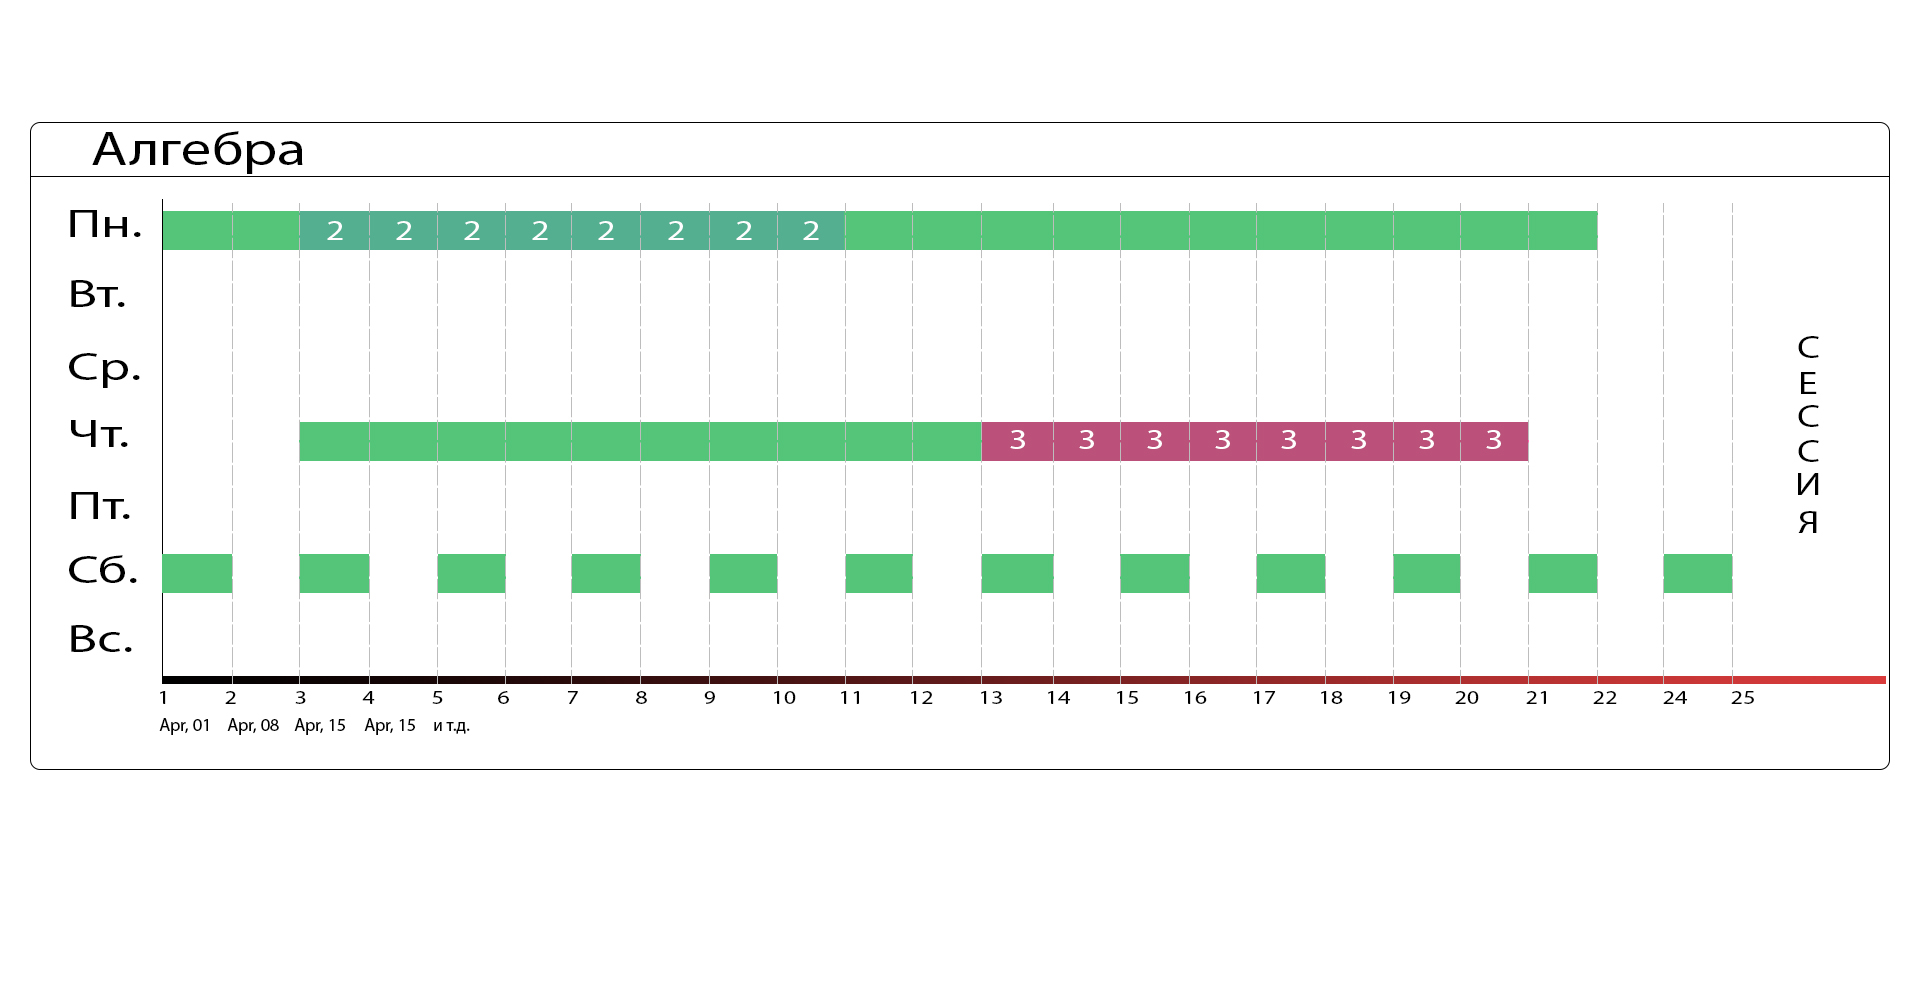 Алгебра
Пн. 2 2 2 2 2 2 2 2
Вт.
Ср.
Чт. 3 3 3 3 3 3 3 3
Пт.
Сб.
Вс.
С
Е
С
С
И
Я
1 2 3 4 5 6 7 8 9 10 11 12 13 14 15 16 17 18 19 20 21 22 24 25
Apr, 01 Apr, 08 Apr, 15 Apr, 15 и т.д.